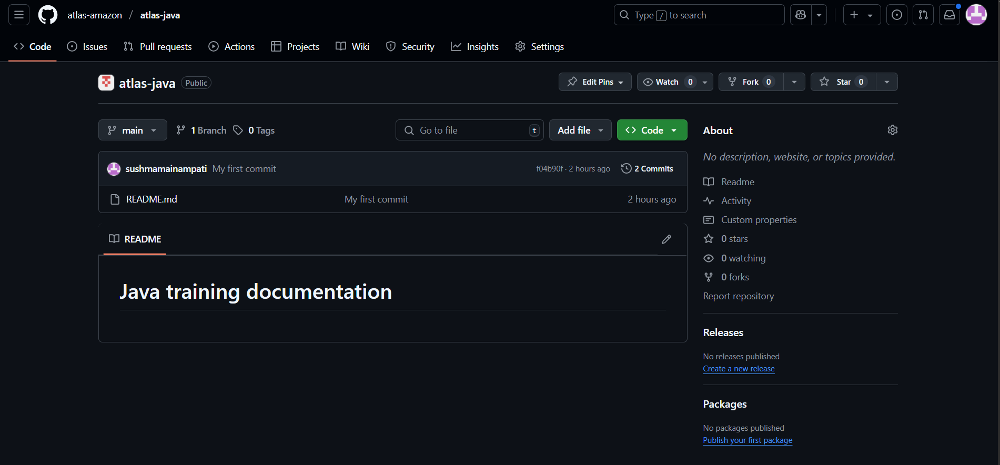 atlas-amazon / atlas-java
Type / to search
Code Issues Pull requests Actions Projects Wiki Security Insights Settings
atlas-java Public
Edit Pins Watch 0 Fork 0 Star 0
main 1 Branch 0 Tags Go to file t Add file Code
sushmamainampati My first commit f04b90f · 2 hours ago 2 Commits
README.md My first commit 2 hours ago
README
Java training documentation
About
No description, website, or topics provided.
Readme
Activity
Custom properties
0 stars
0 watching
0 forks
Report repository
Releases
No releases published
Create a new release
Packages
No packages published
Publish your first package